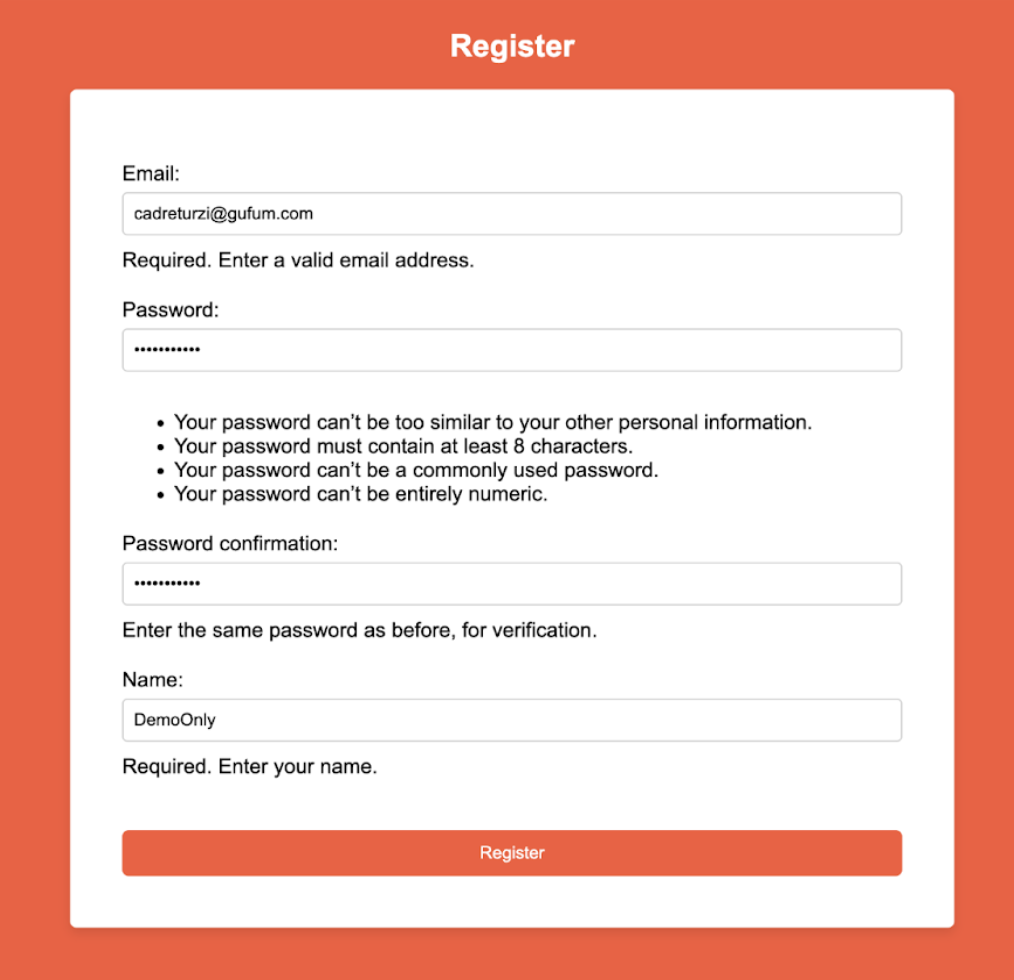 Register
Email:
cadreturzi@gufum.com
Required. Enter a valid email address.
Password:
•••••••••••
• Your password can’t be too similar to your other personal information.
• Your password must contain at least 8 characters.
• Your password can’t be a commonly used password.
• Your password can’t be entirely numeric.
Password confirmation:
•••••••••••
Enter the same password as before, for verification.
Name:
DemoOnly
Required. Enter your name.
Register